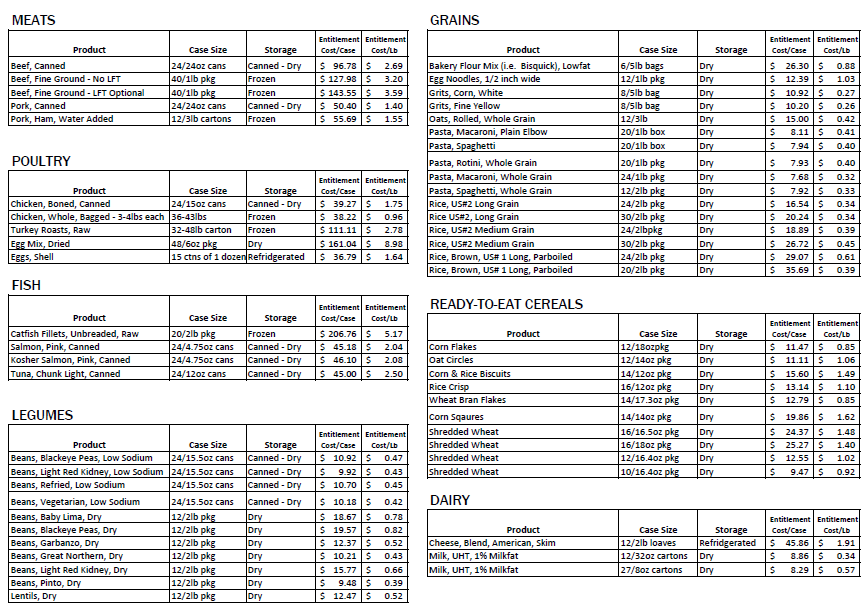 MEATS
Product Case Size Storage Entitlement Cost/Case Entitlement Cost/Lb
Beef, Canned 24/24oz cans Canned - Dry $ 96.78 $ 2.69
Beef, Fine Ground - No LFT 40/1lb pkg Frozen $ 127.98 $ 3.20
Beef, Fine Ground - LFT Optional 40/1lb pkg Frozen $ 143.55 $ 3.59
Pork, Canned 24/24oz cans Canned - Dry $ 50.40 $ 1.40
Pork, Ham, Water Added 12/3lb cartons Frozen $ 55.69 $ 1.55
POULTRY
Product Case Size Storage Entitlement Cost/Case Entitlement Cost/Lb
Chicken, Boned, Canned 24/15oz cans Canned - Dry $ 39.27 $ 1.75
Chicken, Whole, Bagged - 3-4lbs each 36-43lbs Frozen $ 38.22 $ 0.96
Turkey Roasts, Raw 32-48lb carton Frozen $ 111.11 $ 2.78
Egg Mix, Dried 48/6oz pkg Dry $ 161.04 $ 8.98
Eggs, Shell 15 ctns of 1 dozen Refridgerated $ 36.79 $ 1.64
FISH
Product Case Size Storage Entitlement Cost/Case Entitlement Cost/Lb
Catfish Fillets, Unbreaded, Raw 20/2lb pkg Frozen $ 206.76 $ 5.17
Salmon, Pink, Canned 24/4.75oz cans Canned - Dry $ 45.18 $ 2.04
Kosher Salmon, Pink, Canned 24/4.75oz cans Canned - Dry $ 46.10 $ 2.08
Tuna, Chunk Light, Canned 24/12oz cans Canned - Dry $ 45.00 $ 2.50
LEGUMES
Product Case Size Storage Entitlement Cost/Case Entitlement Cost/Lb
Beans, Blackeye Peas, Low Sodium 24/15.5oz cans Canned - Dry $ 10.92 $ 0.47
Beans, Light Red Kidney, Low Sodium 24/15.5oz cans Canned - Dry $ 9.92 $ 0.43
Beans, Refried, Low Sodium 24/15.5oz cans Canned - Dry $ 10.70 $ 0.45
Beans, Vegetarian, Low Sodium 24/15.5oz cans Canned - Dry $ 10.18 $ 0.42
Beans, Baby Lima, Dry 12/2lb pkg Dry $ 18.67 $ 0.78
Beans, Blackeye Peas, Dry 12/2lb pkg Dry $ 19.57 $ 0.82
Beans, Garbanzo, Dry 12/2lb pkg Dry $ 12.37 $ 0.52
Beans, Great Northern, Dry 12/2lb pkg Dry $ 10.21 $ 0.43
Beans, Light Red Kidney, Dry 12/2lb pkg Dry $ 15.77 $ 0.66
Beans, Pinto, Dry 12/2lb pkg Dry $ 9.48 $ 0.39
Lentils, Dry 12/2lb pkg Dry $ 12.47 $ 0.52
GRAINS
Product Case Size Storage Entitlement Cost/Case Entitlement Cost/Lb
Bakery Flour Mix (i.e. Bisquick), Lowfat 6/5lb bags Dry $ 26.30 $ 0.88
Egg Noodles, 1/2 inch wide 12/1lb pkg Dry $ 12.39 $ 1.03
Grits, Corn, White 8/5lb bag Dry $ 10.92 $ 0.27
Grits, Fine Yellow 8/5lb bag Dry $ 10.20 $ 0.26
Oats, Rolled, Whole Grain 12/3lb Dry $ 15.00 $ 0.42
Pasta, Macaroni, Plain Elbow 20/1lb box Dry $ 8.11 $ 0.41
Pasta, Spaghetti 20/1lb box Dry $ 7.94 $ 0.40
Pasta, Rotini, Whole Grain 20/1lb pkg Dry $ 7.93 $ 0.40
Pasta, Macaroni, Whole Grain 24/1lb pkg Dry $ 7.68 $ 0.32
Pasta, Spaghetti, Whole Grain 12/2lb pkg Dry $ 7.92 $ 0.33
Rice, US#2 Long Grain 24/2lb pkg Dry $ 16.54 $ 0.34
Rice US#2, Long Grain 30/2lb pkg Dry $ 20.24 $ 0.34
Rice, US#2 Medium Grain 24/2lbpkg Dry $ 18.89 $ 0.39
Rice, US#2 Medium Grain 30/2lb pkg Dry $ 26.72 $ 0.45
Rice, Brown, US# 1 Long, Parboiled 24/2lb pkg Dry $ 29.07 $ 0.61
Rice, Brown, US# 1 Long, Parboiled 20/2lb pkg Dry $ 35.69 $ 0.39
READY-TO-EAT CEREALS
Product Case Size Storage Entitlement Cost/Case Entitlement Cost/Lb
Corn Flakes 12/18ozpkg Dry $ 11.47 $ 0.85
Oat Circles 12/14oz pkg Dry $ 11.11 $ 1.06
Corn & Rice Biscuits 14/12oz pkg Dry $ 15.60 $ 1.49
Rice Crisp 16/12oz pkg Dry $ 13.14 $ 1.10
Wheat Bran Flakes 14/17.3oz pkg Dry $ 12.79 $ 0.85
Corn Sqaures 14/14oz pkg Dry $ 19.86 $ 1.62
Shredded Wheat 16/16.5oz pkg Dry $ 24.37 $ 1.48
Shredded Wheat 16/18oz pkg Dry $ 25.27 $ 1.40
Shredded Wheat 12/16.4oz pkg Dry $ 12.55 $ 1.02
Shredded Wheat 10/16.4oz pkg Dry $ 9.47 $ 0.92
DAIRY
Product Case Size Storage Entitlement Cost/Case Entitlement Cost/Lb
Cheese, Blend, American, Skim 12/2lb loaves Refridgerated $ 45.86 $ 1.91
Milk, UHT, 1% Milkfat 12/32oz cartons Dry $ 8.86 $ 0.34
Milk, UHT, 1% Milkfat 27/8oz cartons Dry $ 8.29 $ 0.57